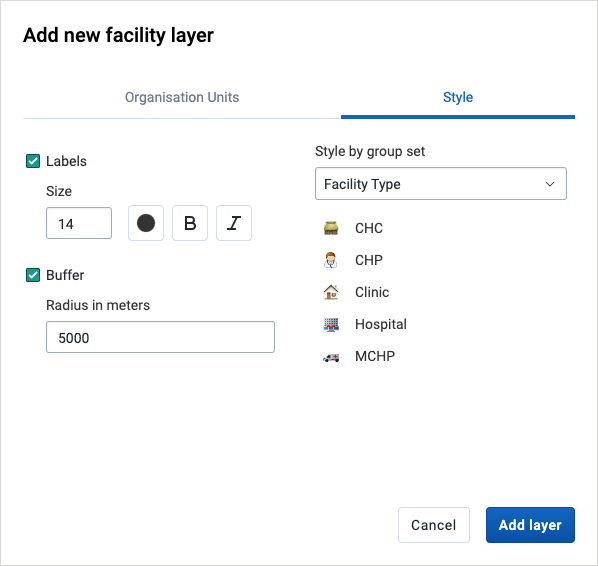 Add new facility layer
Organisation Units
Style
Labels
Size
14
B
I
Buffer
Radius in meters
5000
Style by group set
Facility Type
CHC
CHP
Clinic
Hospital
MCHP
Cancel
Add layer